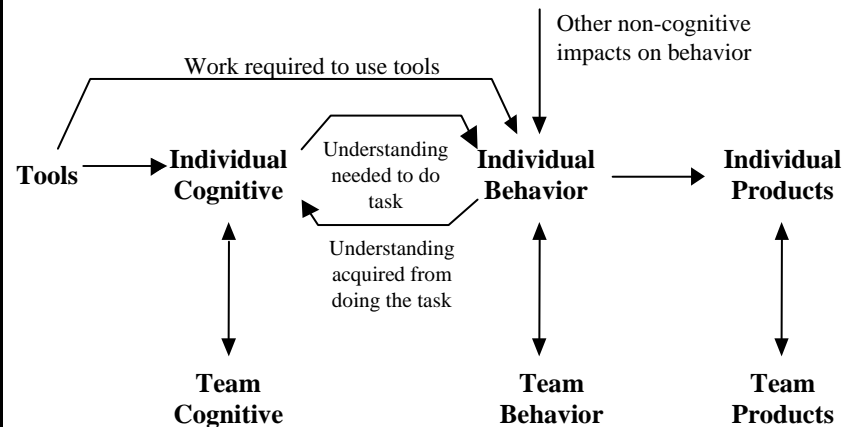 Other non-cognitive
impacts on behavior
Work required to use tools
Tools
Individual
Cognitive
Understanding
needed to do
task
Individual
Behavior
Individual
Products
Understanding
acquired from
doing the task
Team
Cognitive
Team
Behavior
Team
Products